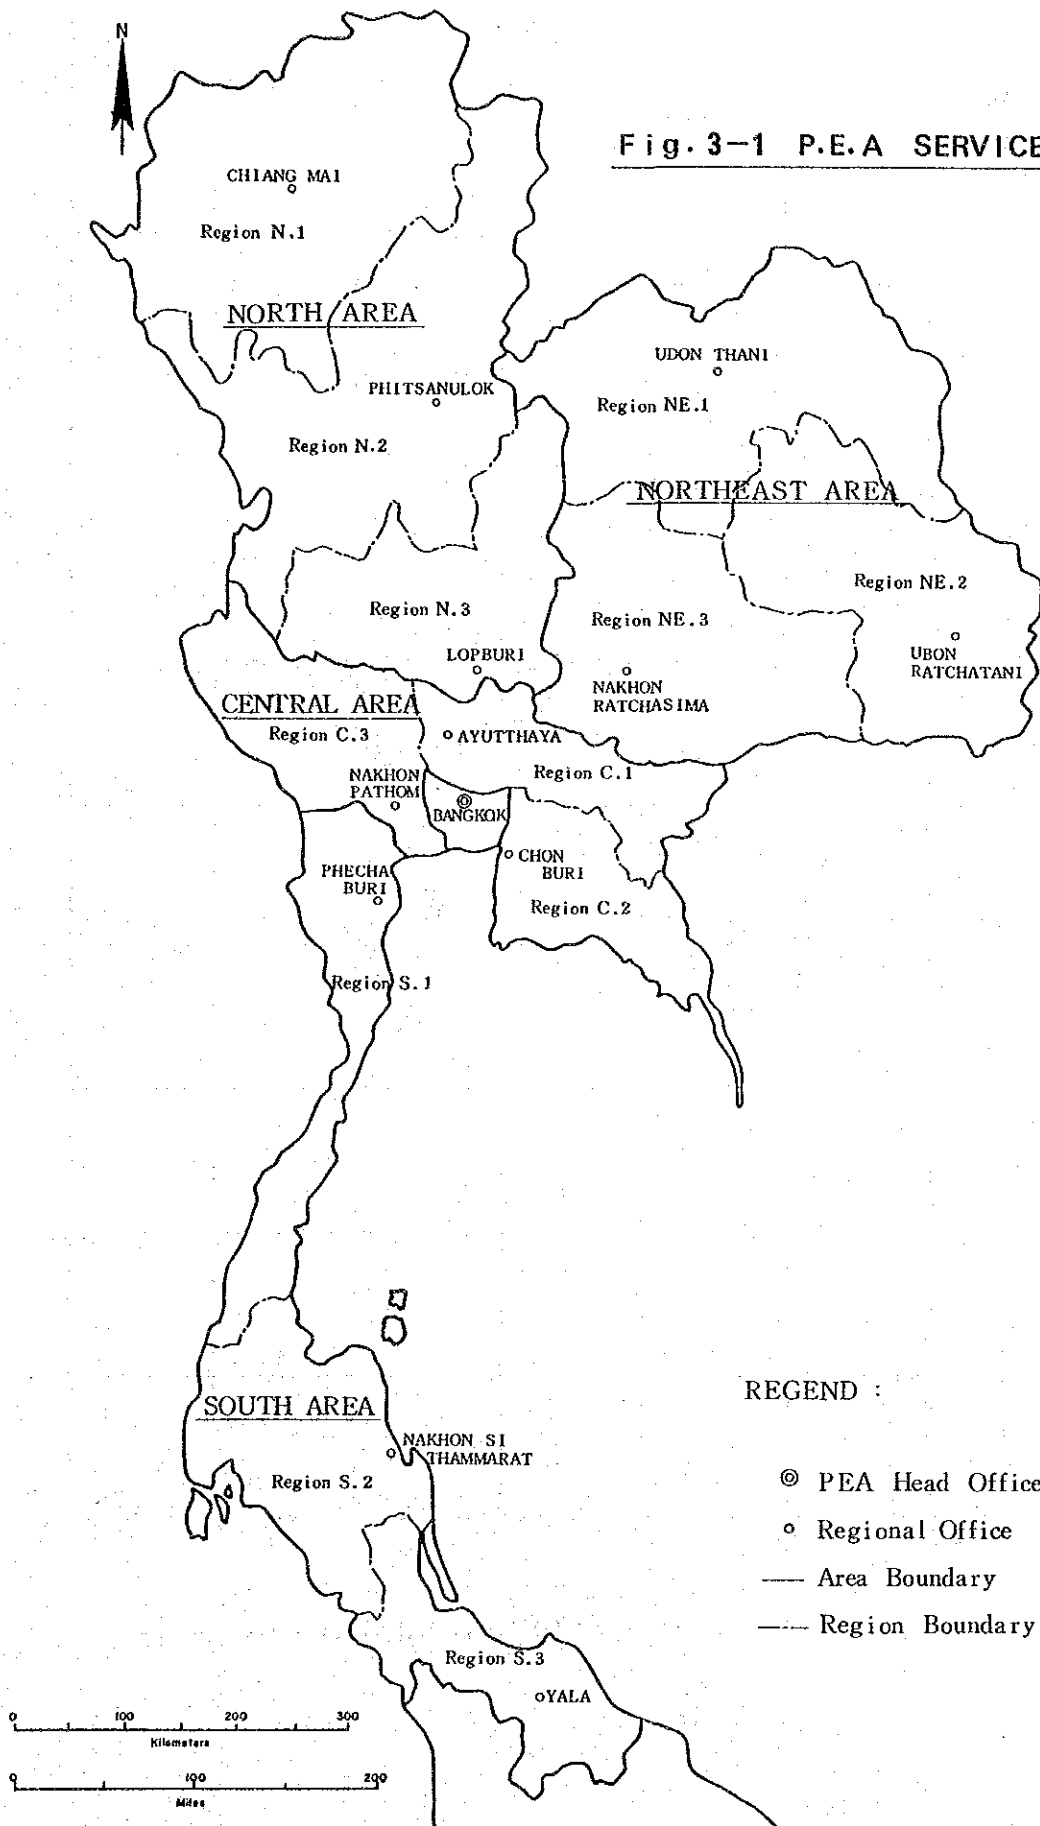 N
Fig. 3-1 P.E.A SERVICE
CHIANG MAI
Region N.1
NORTH AREA
UDON THANI
PHITSANULOK
Region NE.1
Region N.2
NORTHEAST AREA
Region NE.2
Region N.3
Region NE.3
UBON
RATCHATANI
LOPBURI
NAKHON
RATCHASIMA
CENTRAL AREA
Region C.3
AYUTTHAYA
Region C.1
NAKHON
PATHOM
BANGKOK
CHON
BURI
PHECHA
BURI
Region C.2
Region S.1
SOUTH AREA
NAKHON SI
THAMMARAT
Region S.2
REGEND :
PEA Head Office
Regional Office
Area Boundary
Region Boundary
Region S.3
YALA
0 100 200 300
Kilometers
0 100 200
Miles